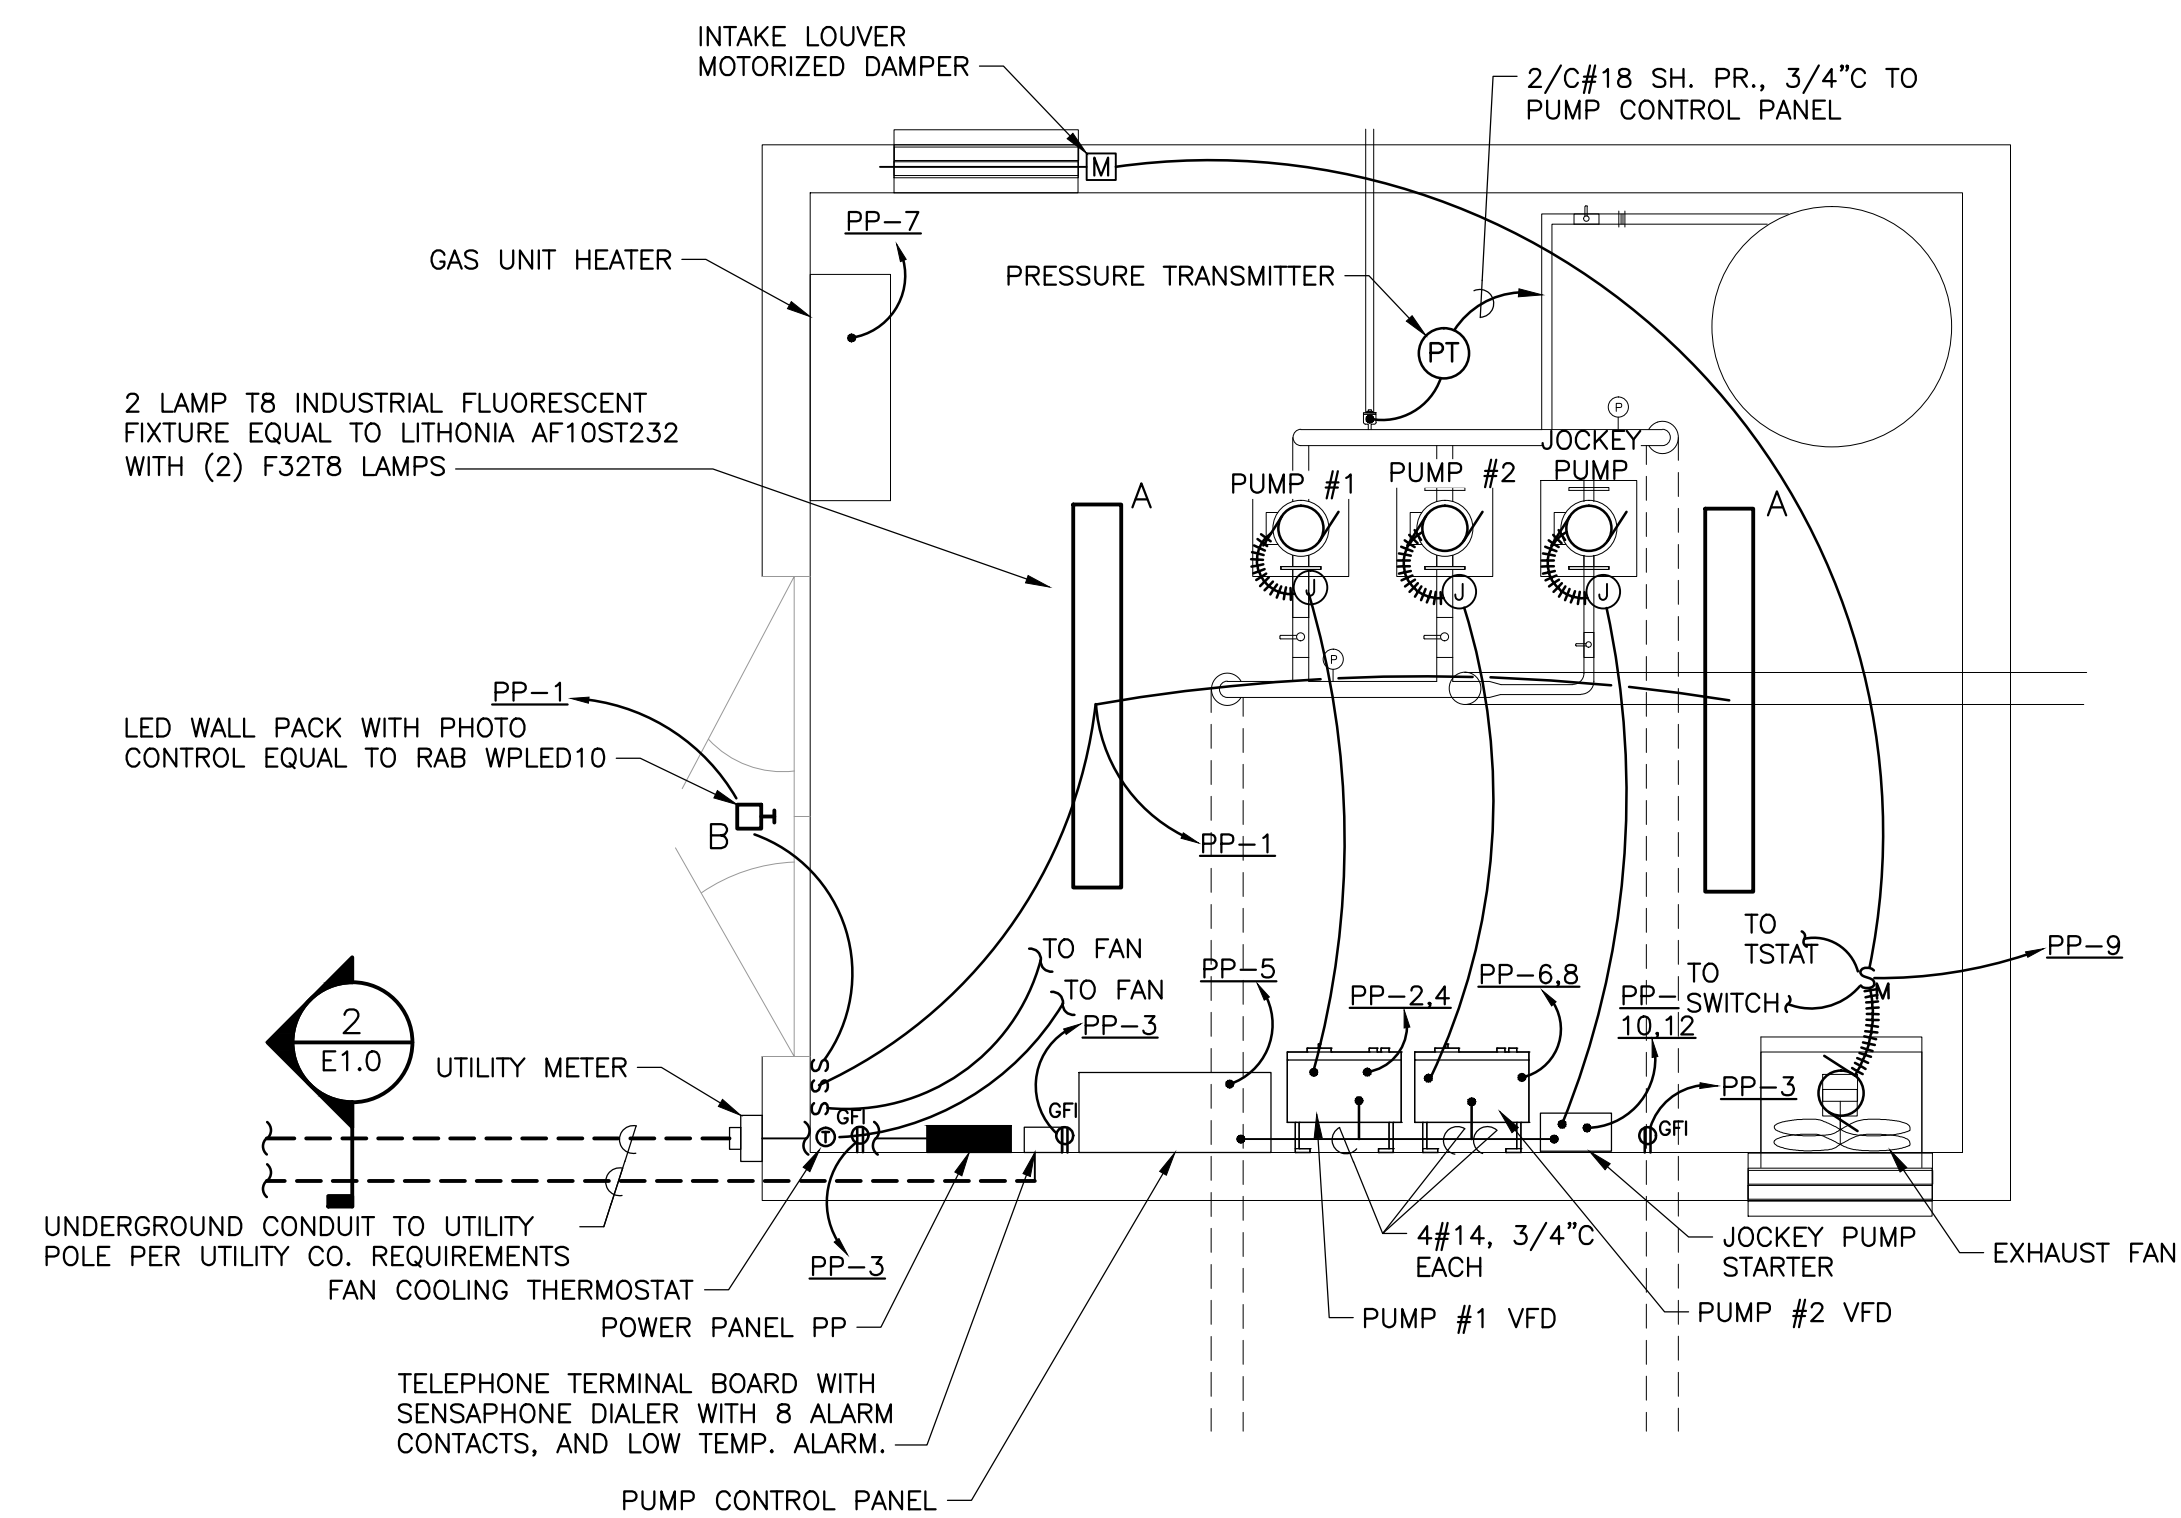 INTAKE LOUVER
MOTORIZED DAMPER
2/C#18 SH. PR., 3/4"C TO
PUMP CONTROL PANEL
M
PP-7
GAS UNIT HEATER
PRESSURE TRANSMITTER
PT
2 LAMP T8 INDUSTRIAL FLUORESCENT
FIXTURE EQUAL TO LITHONIA AF10ST232
WITH (2) F32T8 LAMPS
P
JOCKEY
PUMP
PUMP #1
PUMP #2
A
A
J
J
J
P
PP-1
LED WALL PACK WITH PHOTO
CONTROL EQUAL TO RAB WPLED10
B
PP-1
TO
TSTAT
TO
SWITCH
PP-9
S
M
TO FAN
TO FAN
PP-3
PP-5
PP-2,4
PP-6,8
PP-
10,12
PP-3
2
E1.0
UTILITY METER
S
S
S
GFI
T
GFI
GFI
UNDERGROUND CONDUIT TO UTILITY
POLE PER UTILITY CO. REQUIREMENTS
PP-3
4#14, 3/4"C
EACH
JOCKEY PUMP
STARTER
EXHAUST FAN
FAN COOLING THERMOSTAT
POWER PANEL PP
PUMP #1 VFD
PUMP #2 VFD
TELEPHONE TERMINAL BOARD WITH
SENSAPHONE DIALER WITH 8 ALARM
CONTACTS, AND LOW TEMP. ALARM.
PUMP CONTROL PANEL